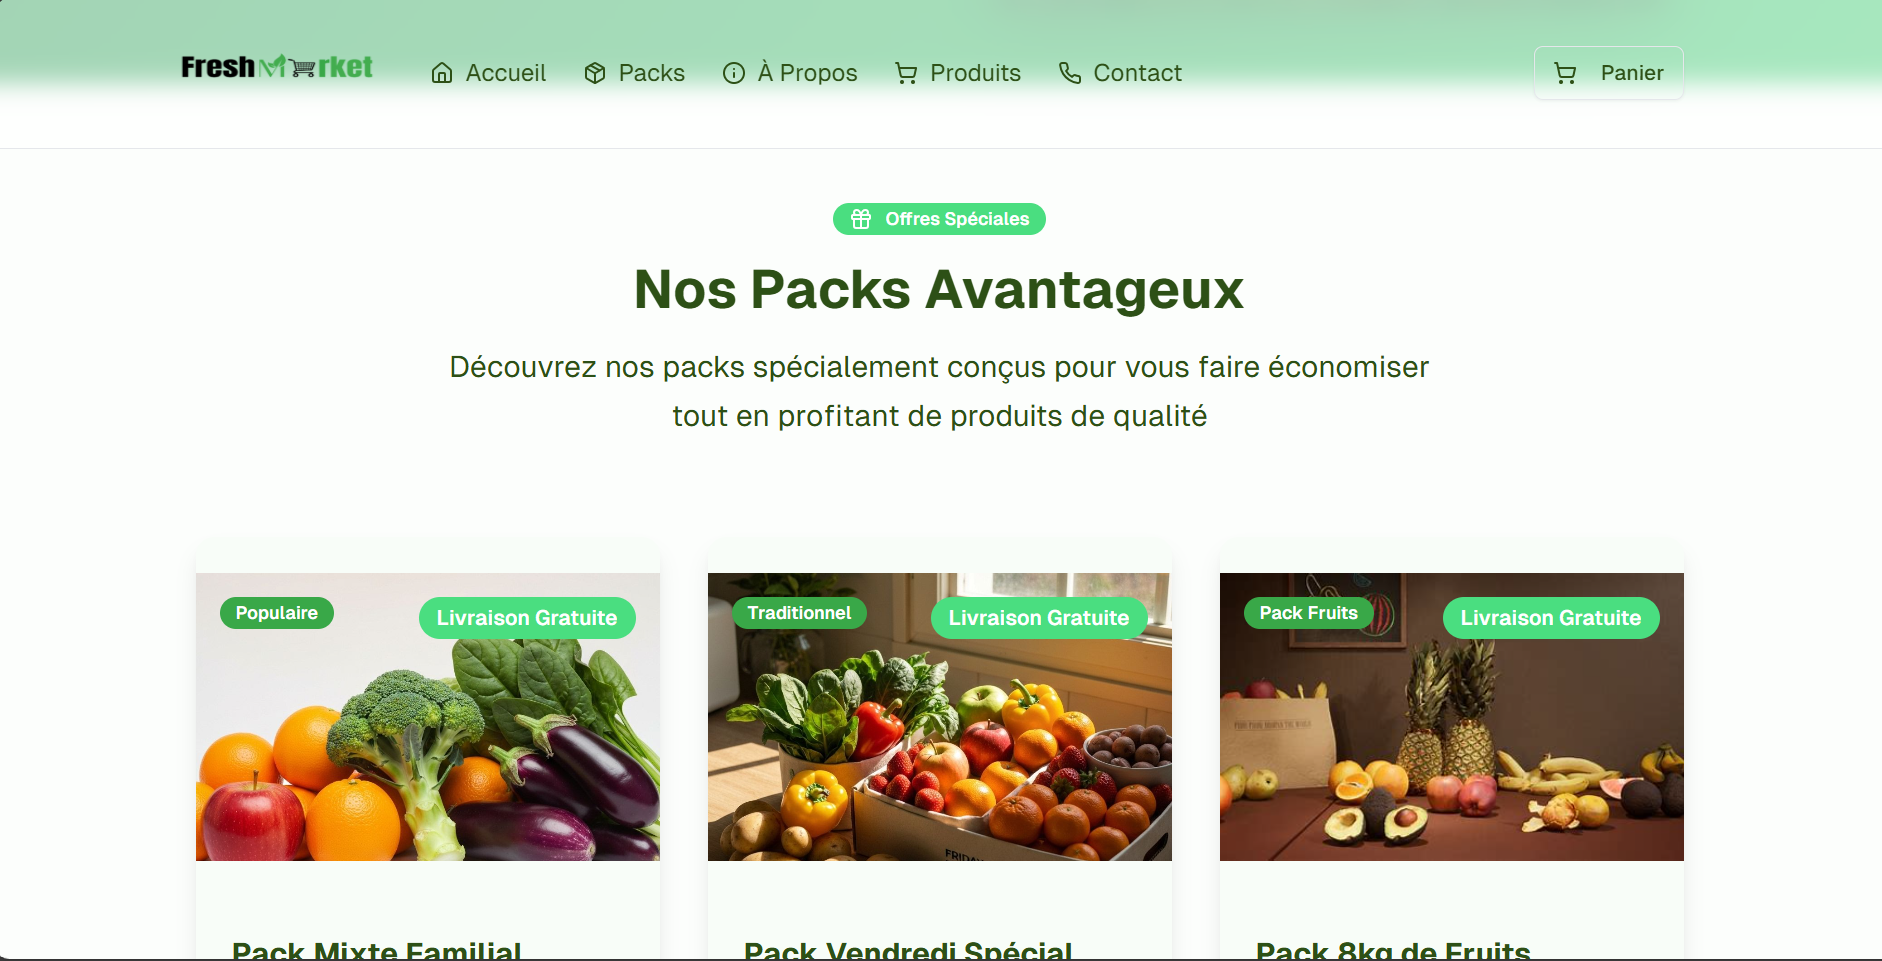 FreshMarket
Accueil
Packs
À Propos
Produits
Contact
Panier
Offres Spéciales
Nos Packs Avantageux
Découvrez nos packs spécialement conçus pour vous faire économiser
tout en profitant de produits de qualité
Populaire
Livraison Gratuite
Traditionnel
Livraison Gratuite
Pack Fruits
Livraison Gratuite
Pack Mixte Familial
Pack Vendredi Spécial
Pack 8kg de Fruits